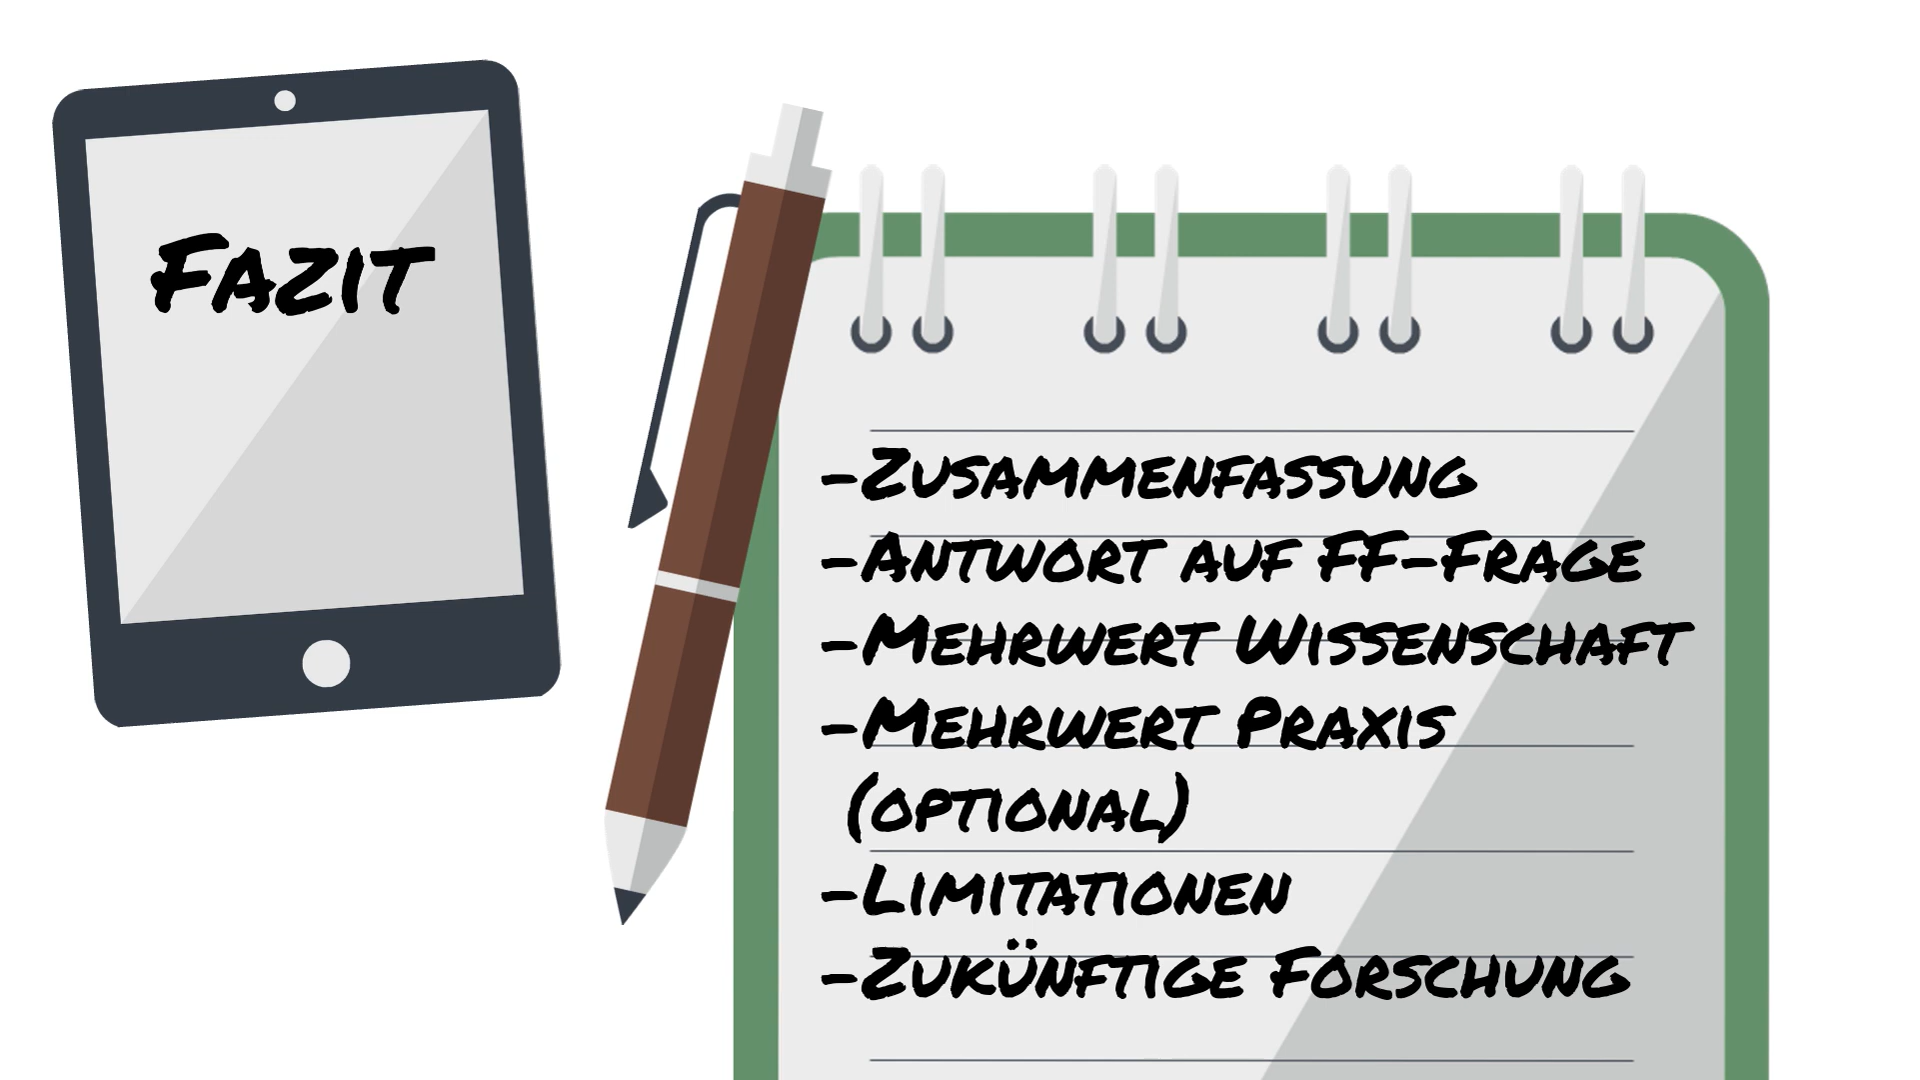 Fazit
-Zusammenfassung
-Antwort auf FF-Frage
-Mehrwert Wissenschaft
-Mehrwert Praxis
(optional)
-Limitationen
-Zukünftige Forschung